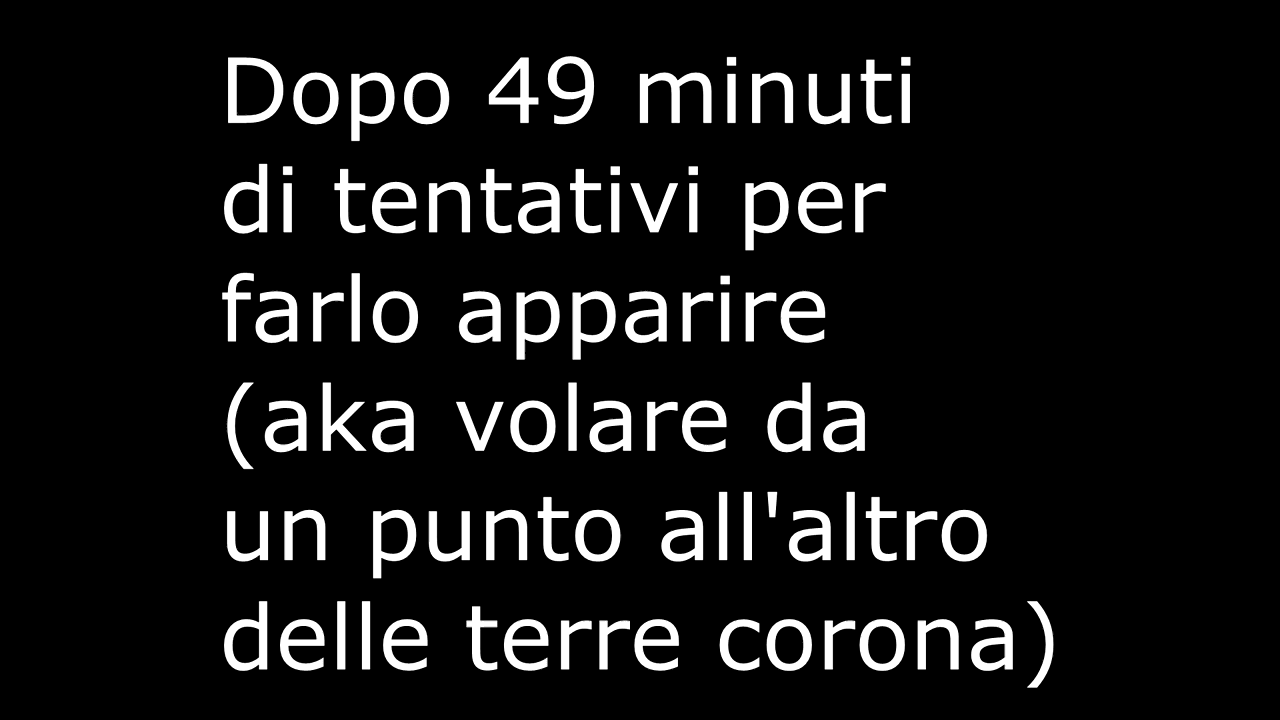 Dopo 49 minuti
di tentativi per
farlo apparire
(aka volare da
un punto all'altro
delle terre corona)